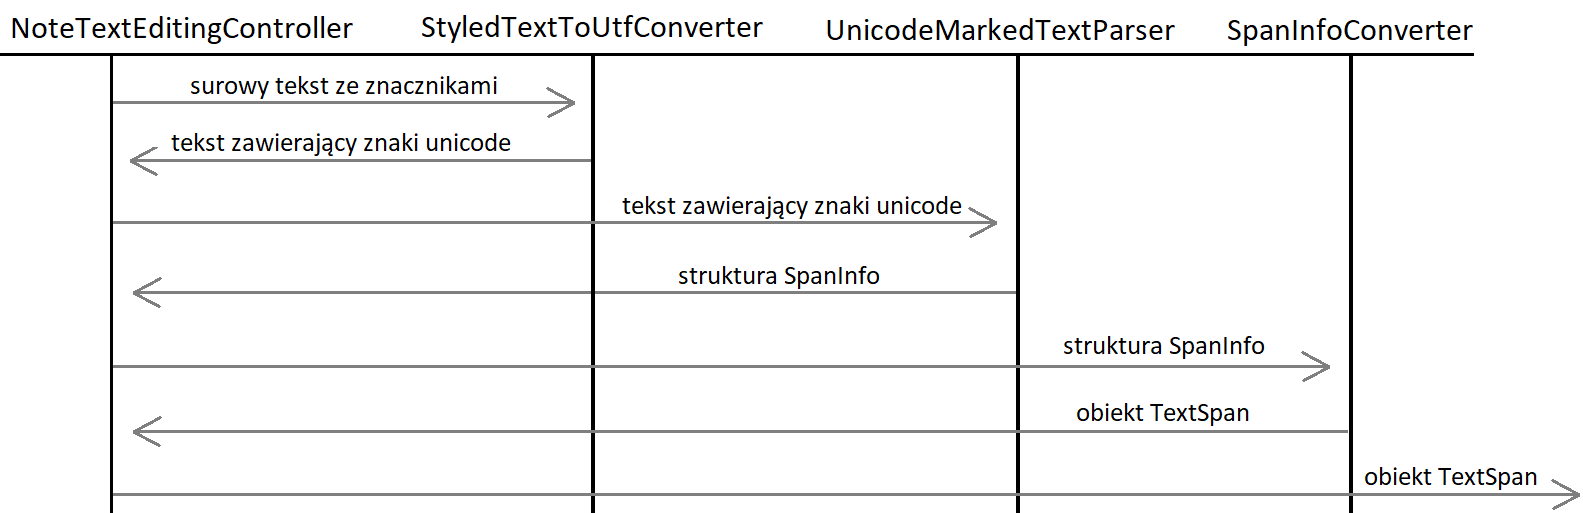 NoteTextEditingController
StyledTextToUtfConverter
UnicodeMarkedTextParser
SpanInfoConverter
surowy tekst ze znacznikami
tekst zawierający znaki unicode
tekst zawierający znaki unicode
struktura SpanInfo
struktura SpanInfo
obiekt TextSpan
obiekt TextSpan